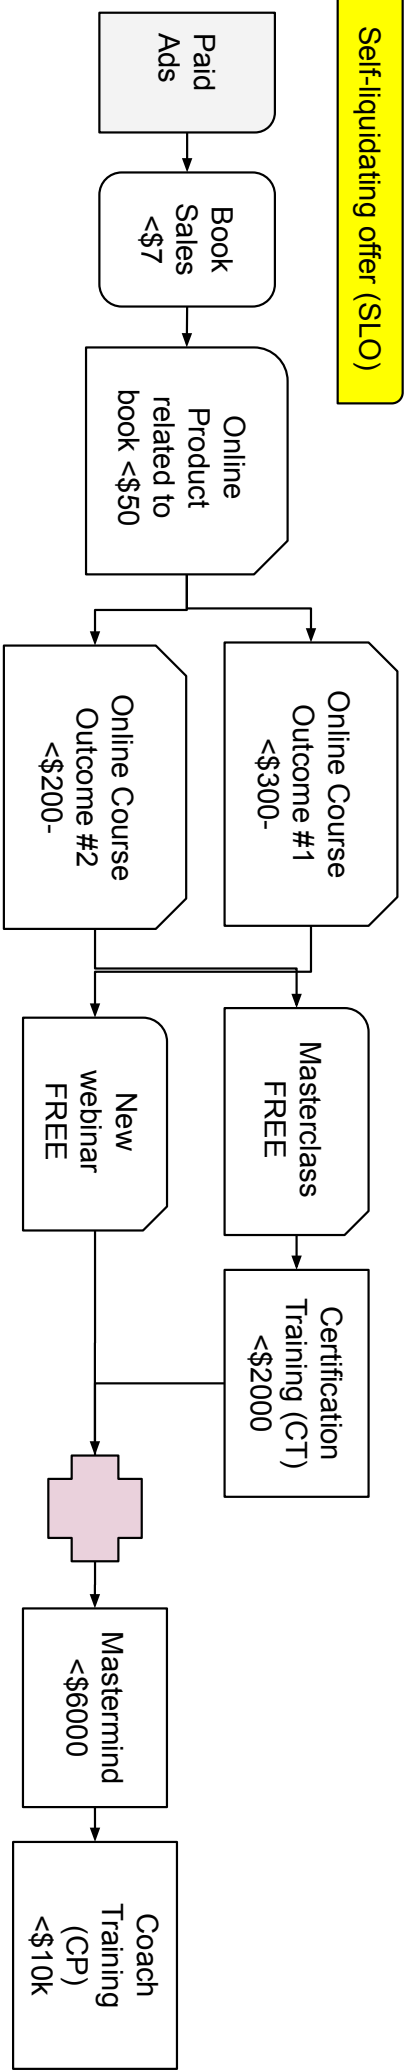 Self-liquidating offer (SLO)
Paid
Ads
Book
Sales
<$7
Online
Product
related to
book <$50
Online Course
Outcome #1
<$300-
Online Course
Outcome #2
<$200-
Masterclass
FREE
New
webinar
FREE
Certification
Training (CT)
<$2000
Mastermind
<$6000
Coach
Training
(CP)
<$10k